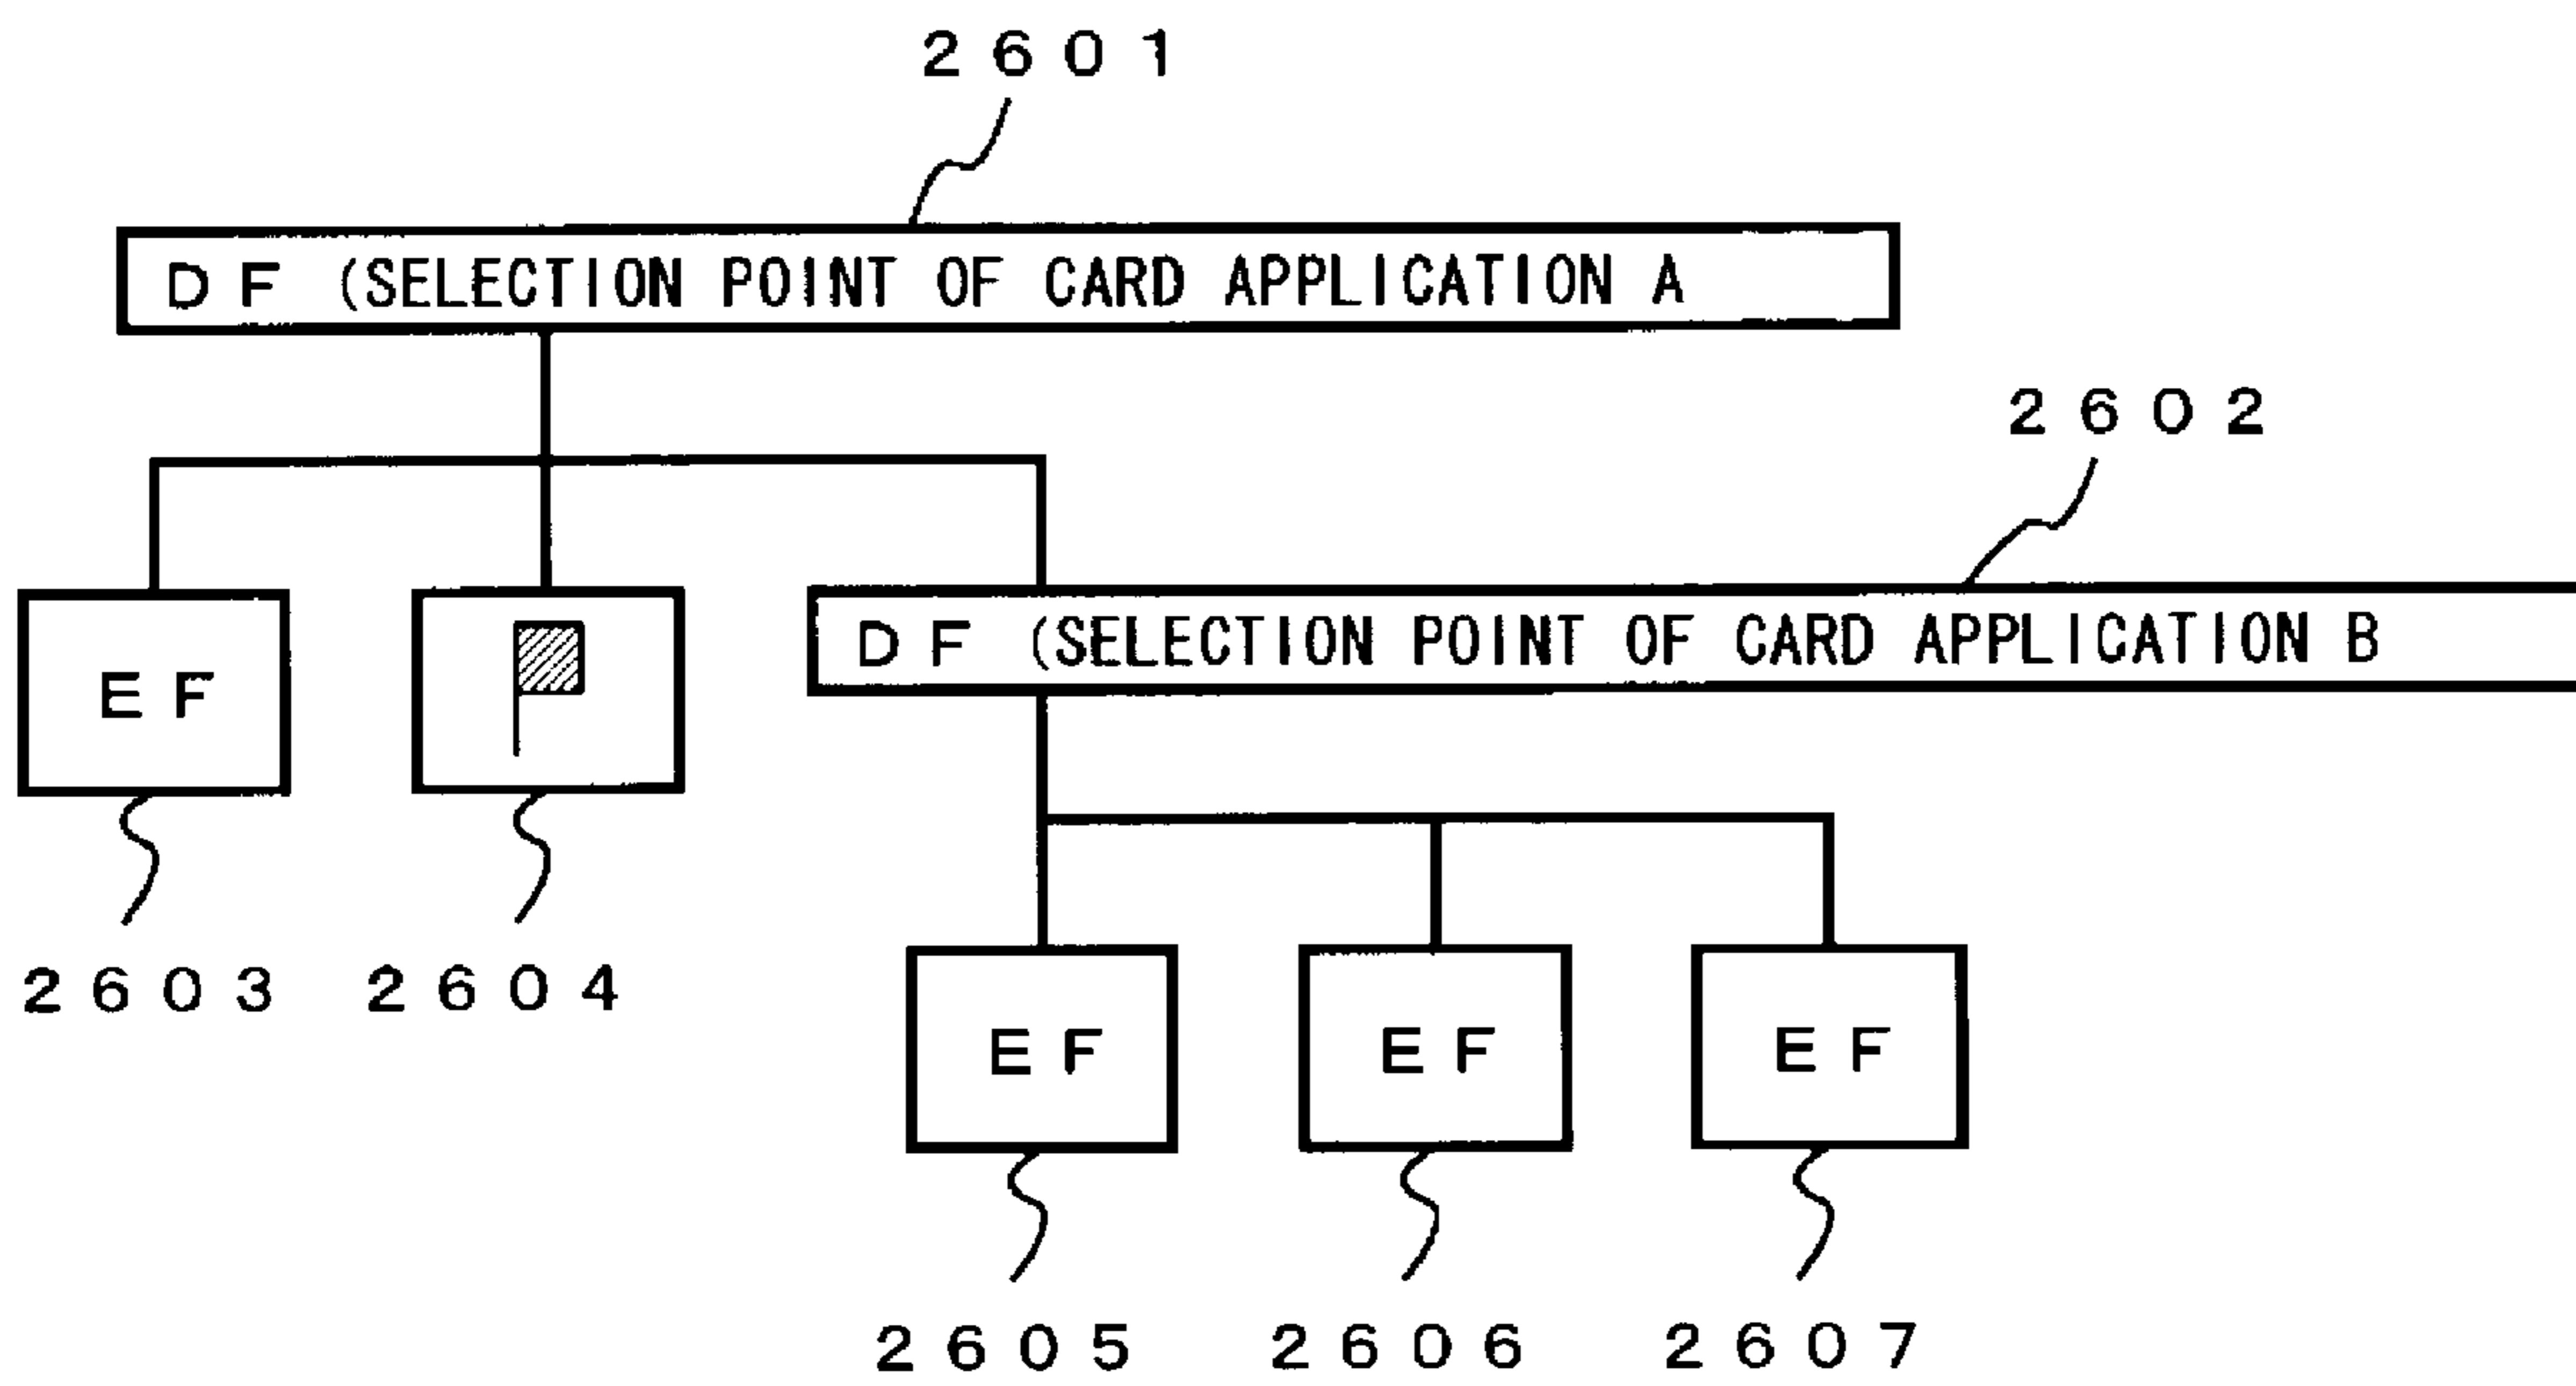 2601
DF (SELECTION POINT OF CARD APPLICATION A
2602
DF (SELECTION POINT OF CARD APPLICATION B
EF
2603
2604
EF
EF
EF
2605
2606
2607